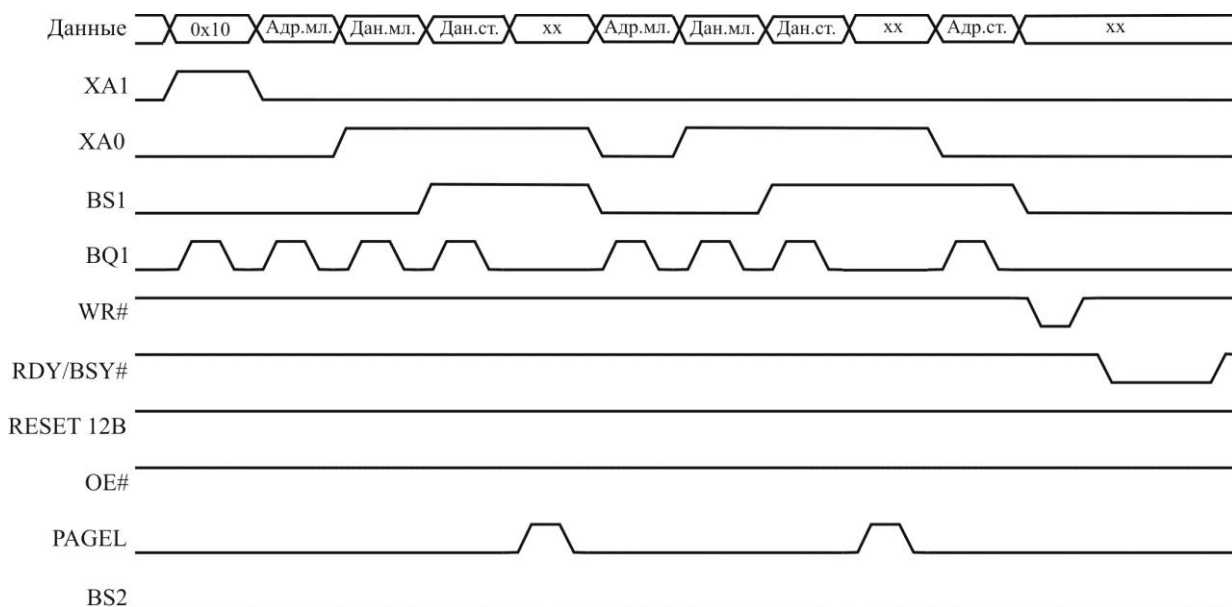 Данные 0x10 Адр.мл. Дан.мл. Дан.ст. xx Адр.мл. Дан.мл. Дан.ст. xx Адр.ст. xx
XA1
XA0
BS1
BQ1
WR#
RDY/BSY#
RESET 12В
OE#
PAGEL
BS2